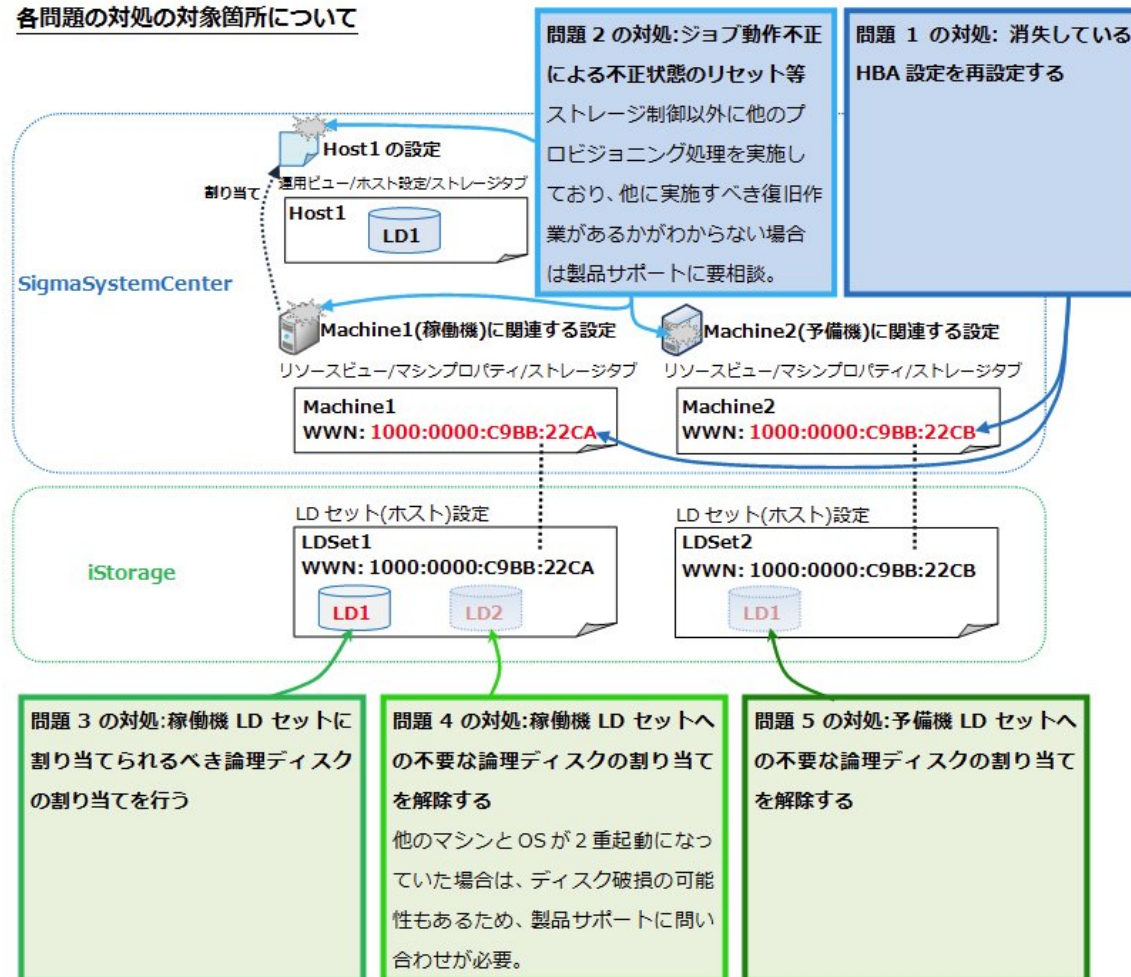 各問題の対処の対象箇所について
問題 2 の対処:ジョブ動作不正
による不正状態のリセット等
ストレージ制御以外に他のプ
ロビジョニング処理を実施し
ており、他に実施すべき復旧作
業があるかがわからない場合
は製品サポートに要相談。
問題 1 の対処: 消失している
HBA 設定を再設定する
Host1 の設定
運用ビュー/ホスト設定/ストレージタブ
割り当て
Host1
LD1
SigmaSystemCenter
Machine1(稼働機)に関連する設定
リソースビュー/マシンプロパティ/ストレージタブ
Machine1
WWN: 1000:0000:C9BB:22CA
Machine2(予備機)に関連する設定
リソースビュー/マシンプロパティ/ストレージタブ
Machine2
WWN: 1000:0000:C9BB:22CB
iStorage
LD セット(ホスト)設定
LDSet1
WWN: 1000:0000:C9BB:22CA
LD1
LD2
LD セット(ホスト)設定
LDSet2
WWN: 1000:0000:C9BB:22CB
LD1
問題 3 の対処:稼働機 LD セットに
割り当てられるべき論理ディスク
の割り当てを行う
問題 4 の対処:稼働機 LD セットへ
の不要な論理ディスクの割り当て
を解除する
他のマシンとOSが2重起動になっ
ていた場合は、ディスク破損の可能
性もあるため、製品サポートに問い
合わせが必要。
問題 5 の対処:予備機 LD セットへ
の不要な論理ディスクの割り当て
を解除する